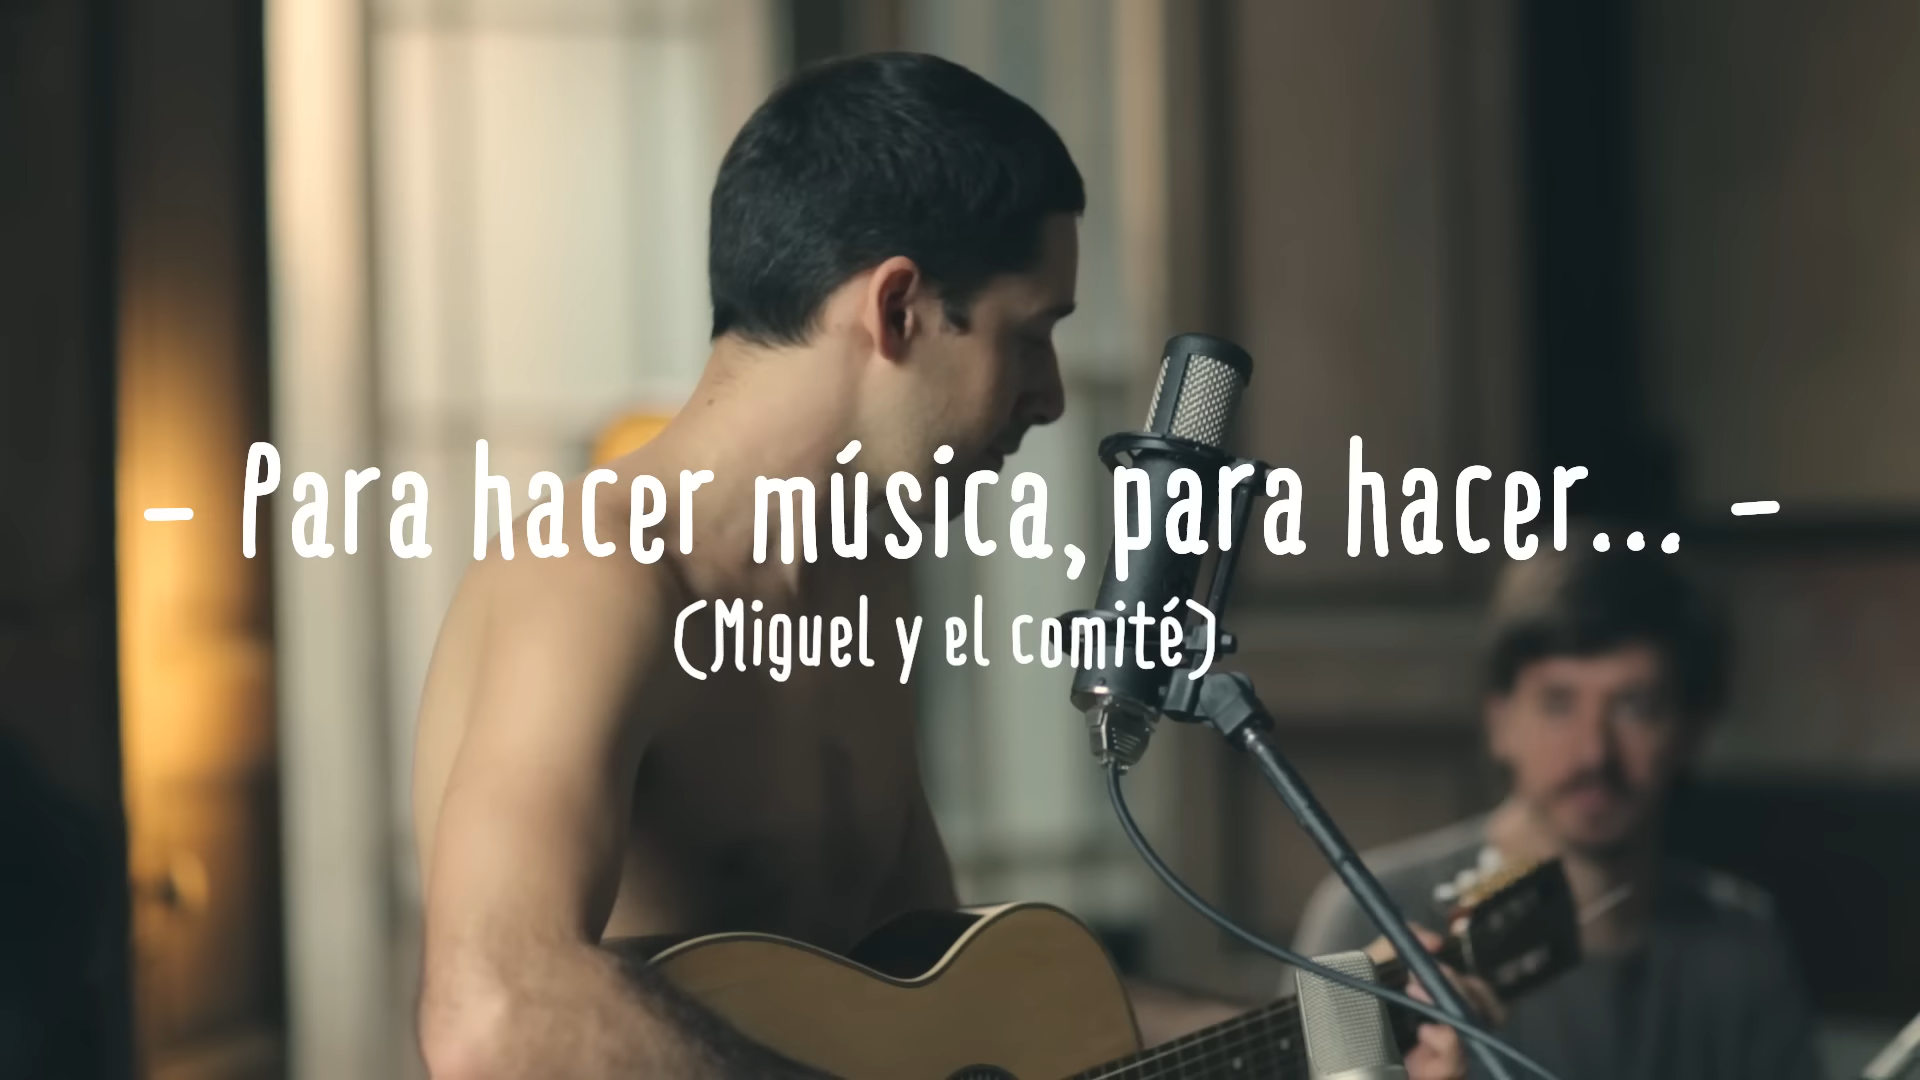 - Para hacer música, para hacer... -
(Miguel y el comité)